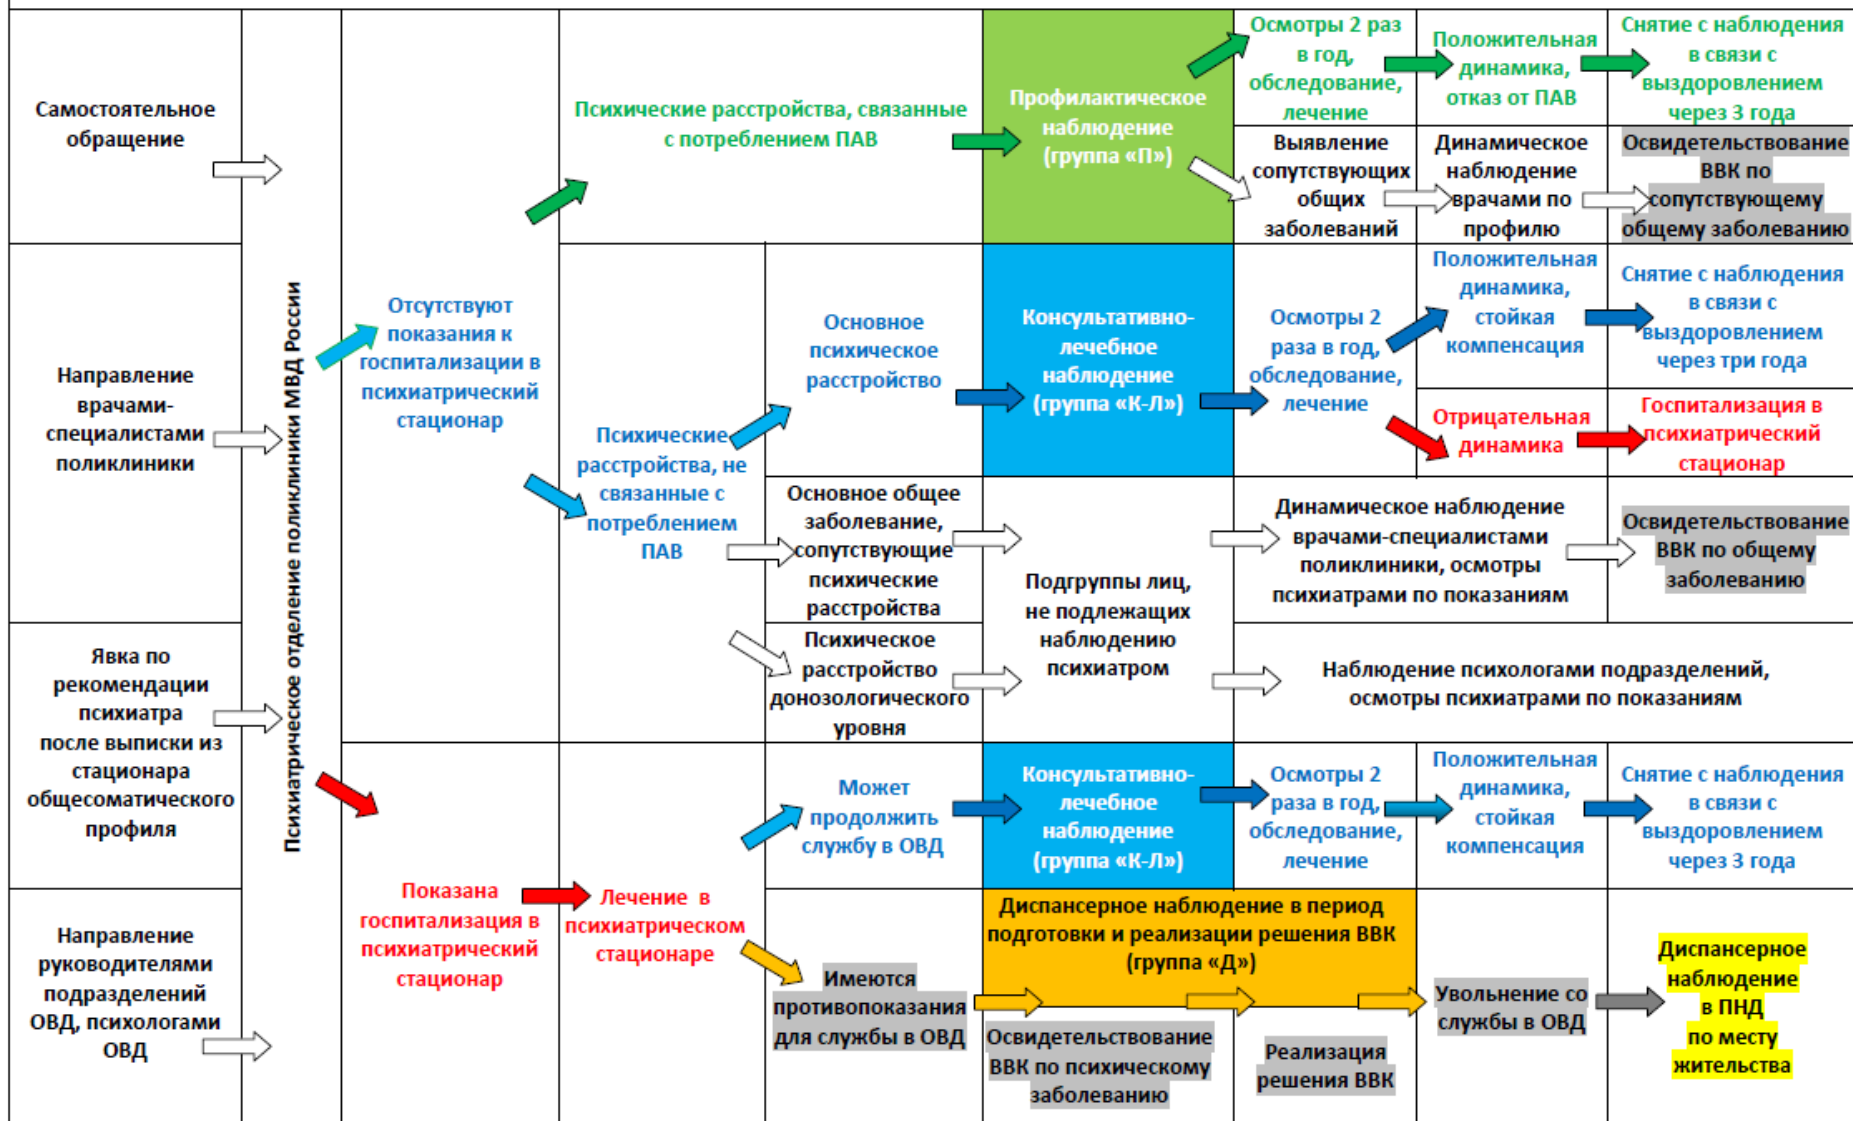 Самостоятельное
обращение
Направление
врачами-
специалистами
поликлиники
Явка по
рекомендации
психиатра
после выписки из
стационара
общесоматического
профиля
Направление
руководителями
подразделений
ОВД, психологами
ОВД
Психиатрическое отделение поликлиники МВД России
Отсутствуют
показания к
госпитализации в
психиатрический
стационар
Показана
госпитализация в
психиатрический
стационар
Психические расстройства, связанные
с потреблением ПАВ
Психические
расстройства, не
связанные с
потреблением
ПАВ
Лечение в
психиатрическом
стационаре
Основное
психическое
расстройство
Основное общее
заболевание,
сопутствующие
психические
расстройства
Психическое
расстройство
донозологического
уровня
Может
продолжить
службу в ОВД
Имеются
противопоказания
для службы в ОВД
Профилактическое
наблюдение
(группа «П»)
Консультативно-
лечебное
наблюдение
(группа «К-Л»)
Подгруппы лиц,
не подлежащих
наблюдению
психиатром
Консультативно-
лечебное
наблюдение
(группа «К-Л»)
Диспансерное наблюдение в период
подготовки и реализации решения ВВК
(группа «Д»)
Освидетельствование
ВВК по психическому
заболеванию
Реализация
решения ВВК
Осмотры 2 раз
в год,
обследование,
лечение
Положительная
динамика,
отказ от ПАВ
Снятие с наблюдения
в связи с
выздоровлением
через 3 года
Выявление
сопутствующих
общих
заболеваний
Динамическое
наблюдение
врачами по
профилю
Освидетельствование
ВВК по
сопутствующему
общему заболеванию
Осмотры 2
раза в год,
обследование,
лечение
Положительная
динамика,
стойкая
компенсация
Снятие с наблюдения
в связи с
выздоровлением
через три года
Отрицательная
динамика
Госпитализация в
психиатрический
стационар
Динамическое наблюдение
врачами-специалистами
поликлиники, осмотры
психиатрами по показаниям
Освидетельствование
ВВК по общему
заболеванию
Наблюдение психологами подразделений,
осмотры психиатрами по показаниям
Осмотры 2
раза в год,
обследование,
лечение
Положительная
динамика,
стойкая
компенсация
Снятие с наблюдения
в связи с
выздоровлением
через 3 года
Увольнение со
службы в ОВД
Диспансерное
наблюдение
в ПНД
по месту
жительства